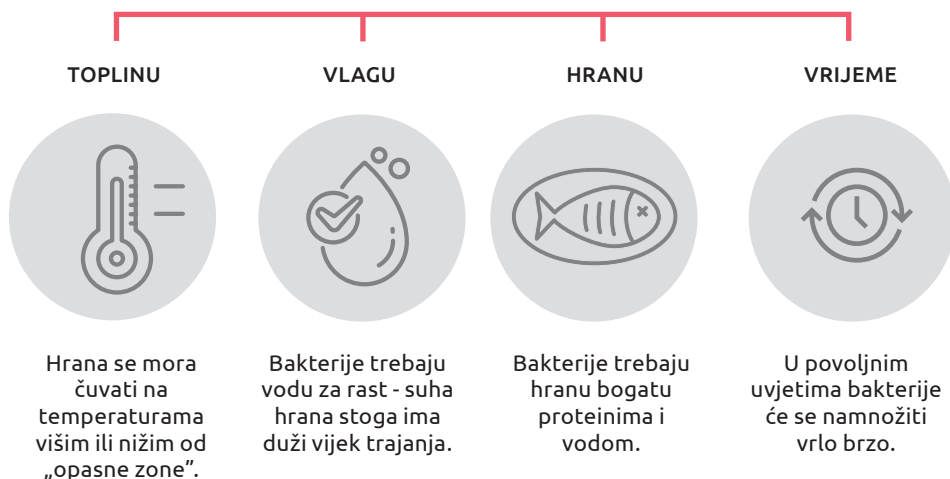 TOPLINU
VLAGU
HRANU
VRIJEME
Hrana se mora
čuvati na
temperaturama
višim ili nižim od
„opasne zone”.
Bakterije trebaju
vodu za rast - suha
hrana stoga ima
duži vijek trajanja.
Bakterije trebaju
hranu bogatu
proteinima i
vodom.
U povoljnim
uvjetima bakterije
će se namnožiti
vrlo brzo.